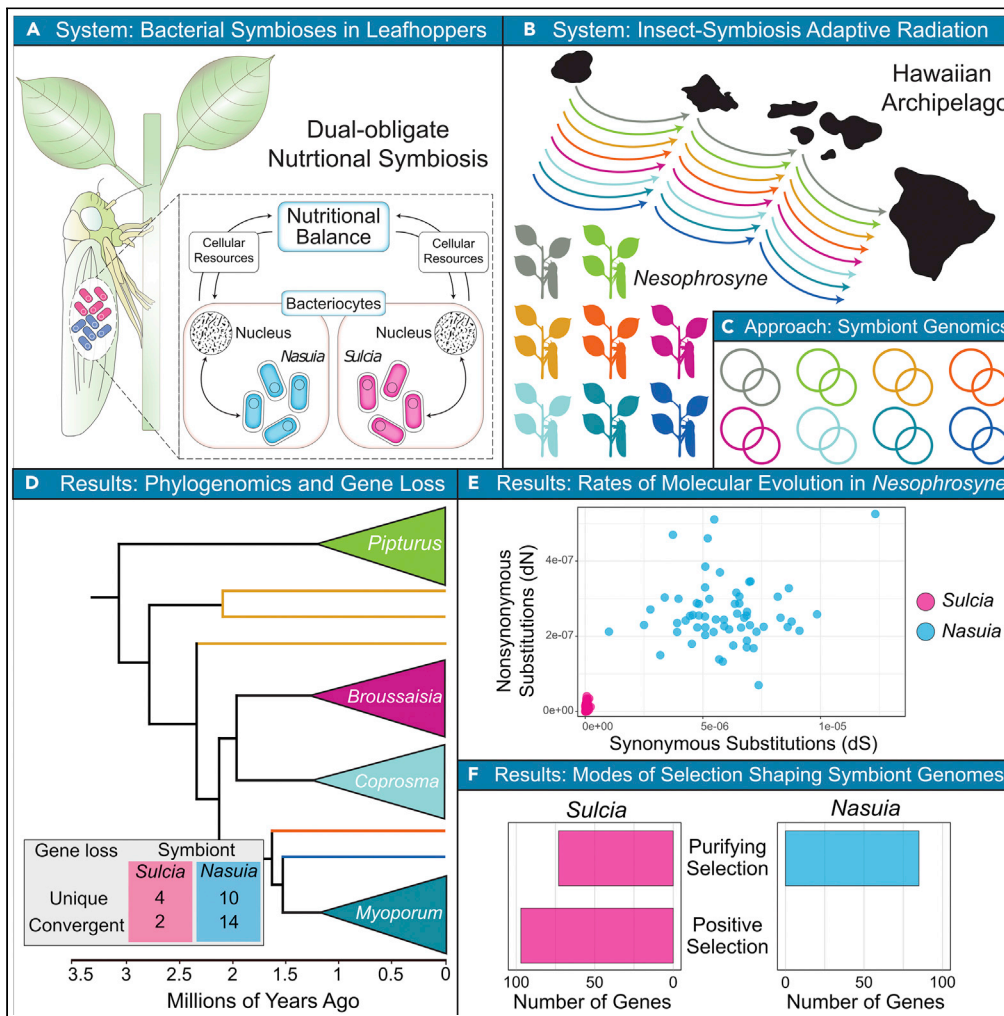 A System: Bacterial Symbioses in Leafhoppers
Dual-obligate
Nutrtional Symbiosis
Nutritional
Balance
Cellular
Resources
Cellular
Resources
Bacteriocytes
Nucleus
Nucleus
Nasuia
Sulcia
B System: Insect-Symbiosis Adaptive Radiation
Hawaiian
Archipelago
Nesophrosyne
C Approach: Symbiont Genomics
D Results: Phylogenomics and Gene Loss
Pipturus
Broussaisia
Coprosma
Myoporum
Gene loss Symbiont
Sulcia Nasuia
Unique 4 10
Convergent 2 14
3.5 3 2.5 2 1.5 1 0.5 0
Millions of Years Ago
E Results: Rates of Molecular Evolution in Nesophrosyne
Nonsynonymous
Substitutions (dN)
4e-07
2e-07
0e+00
0e+00 5e-06 1e-05
Synonymous Substitutions (dS)
Sulcia
Nasuia
F Results: Modes of Selection Shaping Symbiont Genomes
Sulcia Nasuia
Purifying
Selection
Positive
Selection
100 50 0 0 50 100
Number of Genes Number of Genes